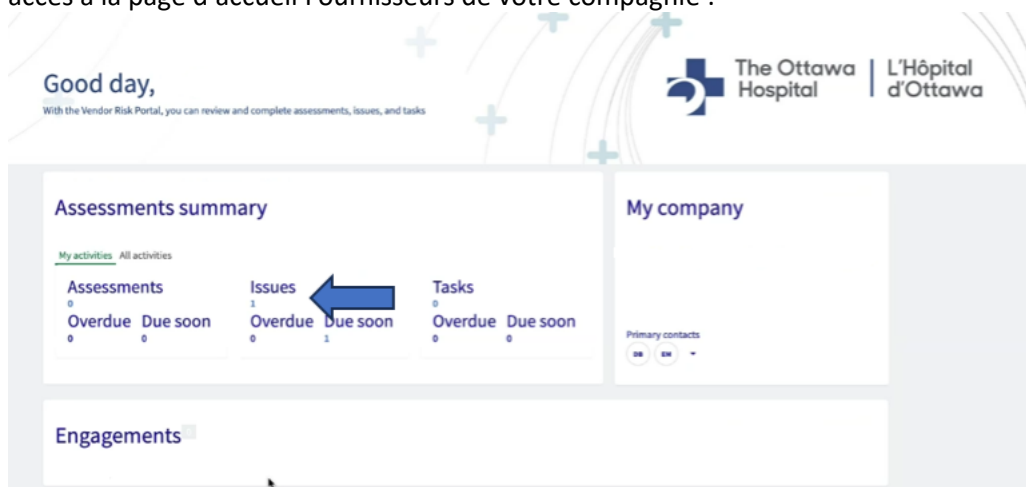 accès à la page d'accueil Fournisseurs de votre compagnie :
Good day,
With the Vendor Risk Portal, you can review and complete assessments, issues, and tasks
The Ottawa Hospital
L'Hôpital d'Ottawa
Assessments summary
My activities All activities
Assessments
0
Overdue Due soon
0 0
Issues
1
Overdue Due soon
0 1
Tasks
0
Overdue Due soon
0 0
My company
Primary contacts
DB EM
Engagements